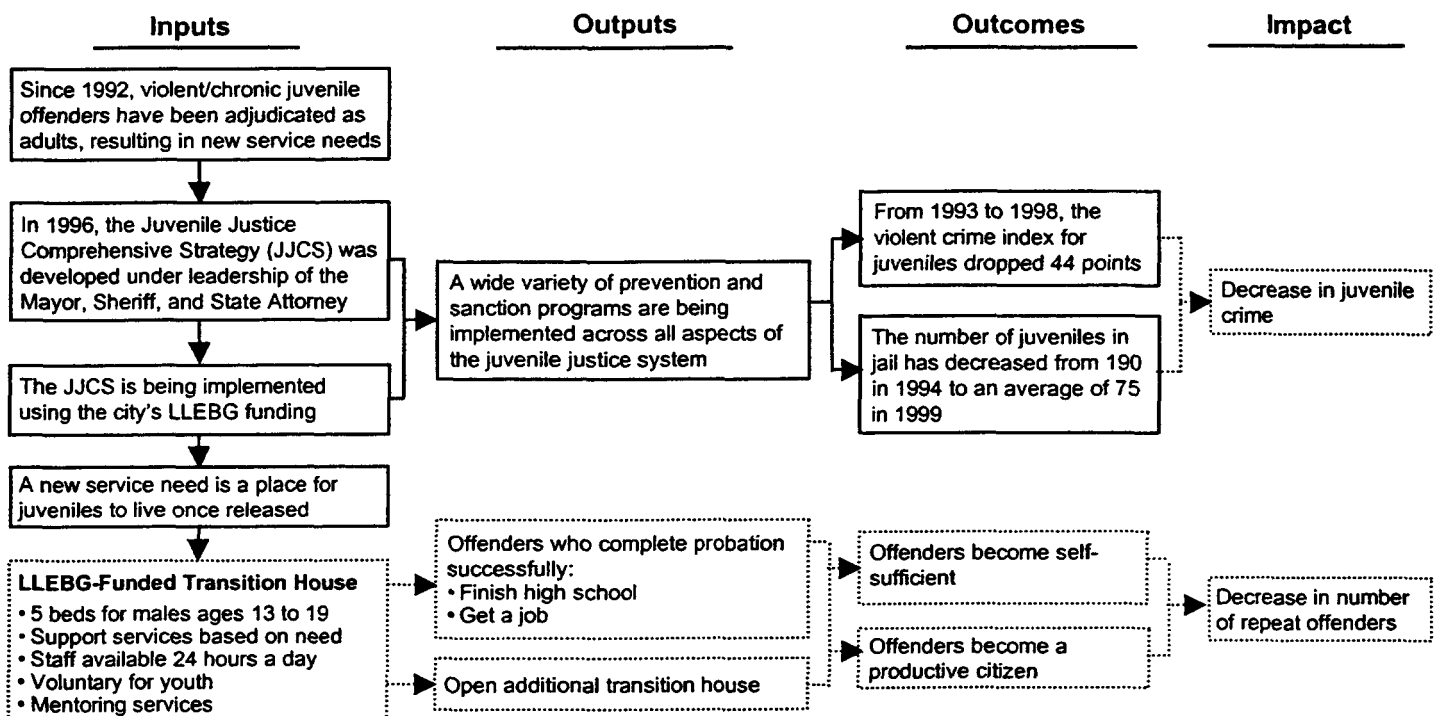 Inputs
Outputs
Outcomes
Impact
Since 1992, violent/chronic juvenile
offenders have been adjudicated as
adults, resulting in new service needs
In 1996, the Juvenile Justice
Comprehensive Strategy (JJCS) was
developed under leadership of the
Mayor, Sheriff, and State Attorney
The JJCS is being implemented
using the city's LLEBG funding
A new service need is a place for
juveniles to live once released
LLEBG-Funded Transition House
• 5 beds for males ages 13 to 19
• Support services based on need
• Staff available 24 hours a day
• Voluntary for youth
• Mentoring services
A wide variety of prevention and
sanction programs are being
implemented across all aspects of
the juvenile justice system
Offenders who complete probation
successfully:
• Finish high school
• Get a job
Open additional transition house
From 1993 to 1998, the
violent crime index for
juveniles dropped 44 points
The number of juveniles in
jail has decreased from 190
in 1994 to an average of 75
in 1999
Offenders become self-
sufficient
Offenders become a
productive citizen
Decrease in juvenile
crime
Decrease in number
of repeat offenders